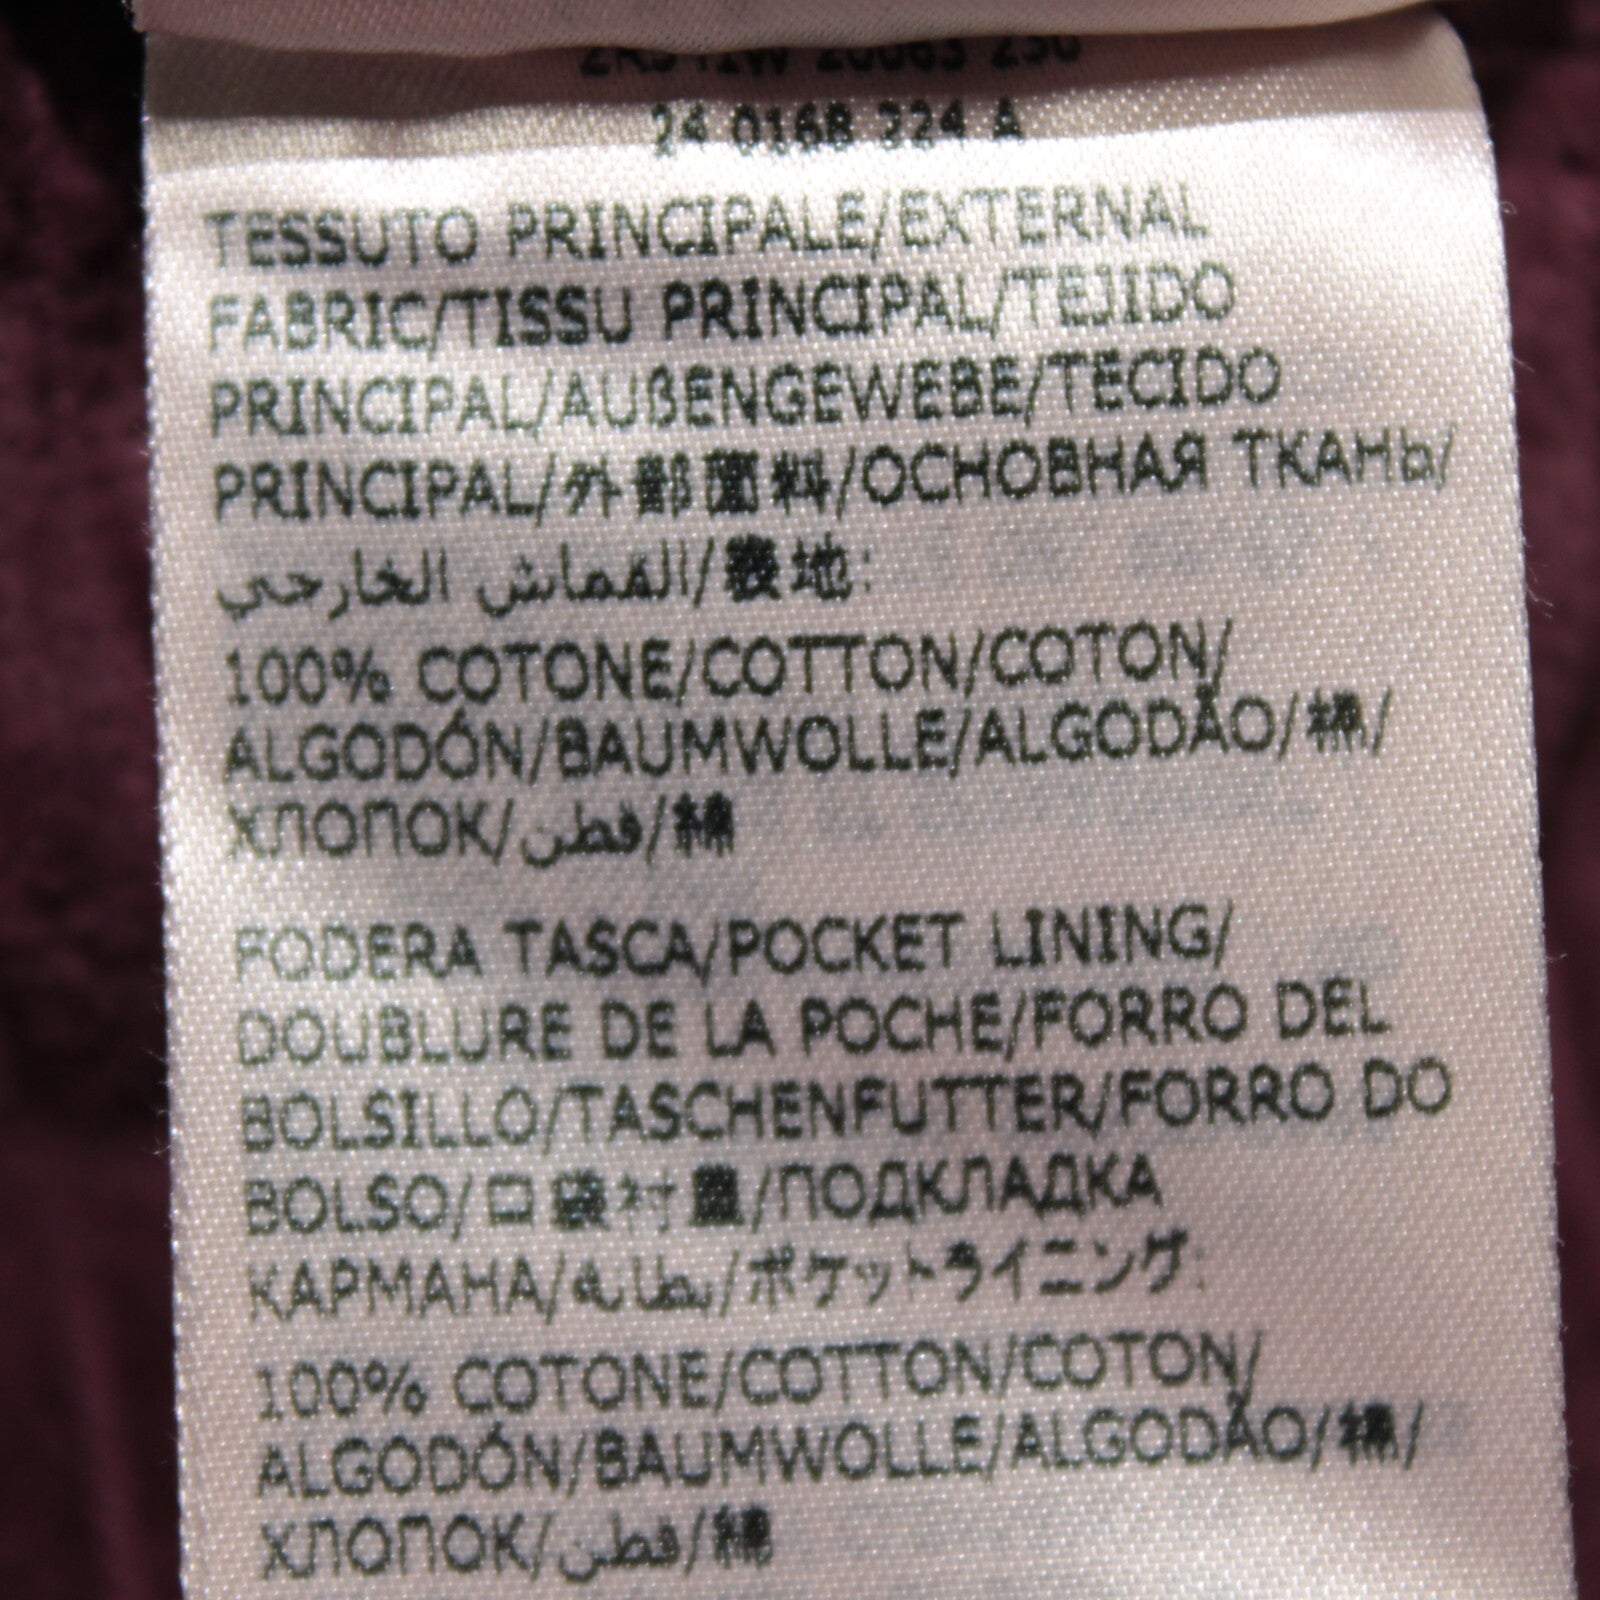 24 0168 224 A
TESSUTO PRINCIPALE/EXTERNAL
FABRIC/TISSU PRINCIPAL/TEJIDO
PRINCIPAL/AUßENGEWEBE/TECIDO
PRINCIPAL/外部面料/ОСНОВНАЯ ТКАНЬ/
القماش الخارجي/表地:
100% COTONE/COTTON/COTON/
ALGODÓN/BAUMWOLLE/ALGODÃO/棉/
ХЛОПОК/قطن/綿
FODERA TASCA/POCKET LINING/
DOUBLURE DE LA POCHE/FORRO DEL
BOLSILLO/TASCHENFUTTER/FORRO DO
BOLSO/口袋衬里/ПОДКЛАДКА
КАРМАНА/بطانة/ポケットライニング:
100% COTONE/COTTON/COTON/
ALGODÓN/BAUMWOLLE/ALGODÃO/棉/
ХЛОПОК/قطن/綿